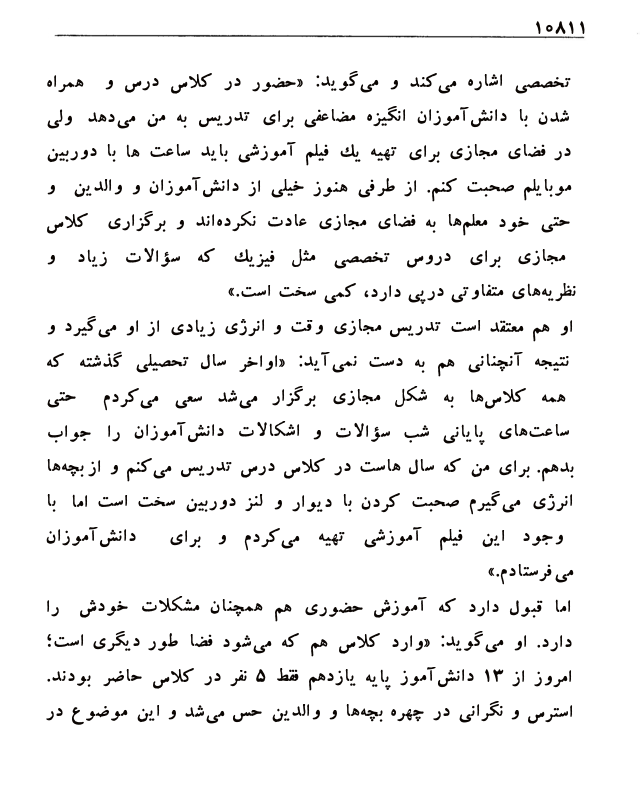 ۱۰۸۱۱
تخصصی اشاره می‌کند و می‌گوید: «حضور در کلاس درس و همراه
شدن با دانش‌آموزان انگیزه مضاعفی برای تدریس به من می‌دهد ولی
در فضای مجازی برای تهیه یك فیلم آموزشی باید ساعت ها با دوربین
موبایلم صحبت کنم. از طرفی هنوز خیلی از دانش‌آموزان و والدین و
حتی خود معلم‌ها به فضای مجازی عادت نکرده‌اند و برگزاری کلاس
مجازی برای دروس تخصصی مثل فیزیك که سؤالات زیاد و
نظریه‌های متفاوتی درپی دارد، کمی سخت است.»
او هم معتقد است تدریس مجازی وقت و انرژی زیادی از او می‌گیرد و
نتیجه آنچنانی هم به دست نمی‌آید: «اواخر سال تحصیلی گذشته که
همه کلاس‌ها به شکل مجازی برگزار می‌شد سعی می‌کردم حتی
ساعت‌های پایانی شب سؤالات و اشکالات دانش‌آموزان را جواب
بدهم. برای من که سال هاست در کلاس درس تدریس می‌کنم و از بچه‌ها
انرژی می‌گیرم صحبت کردن با دیوار و لنز دوربین سخت است اما با
وجود این فیلم آموزشی تهیه می‌کردم و برای دانش‌آموزان
می‌فرستادم.»
اما قبول دارد که آموزش حضوری هم همچنان مشکلات خودش را
دارد. او می‌گوید: «وارد کلاس هم که می‌شود فضا طور دیگری است؛
امروز از ۱۳ دانش‌آموز پایه یازدهم فقط ۵ نفر در کلاس حاضر بودند.
استرس و نگرانی در چهره بچه‌ها و والدین حس می‌شد و این موضوع در